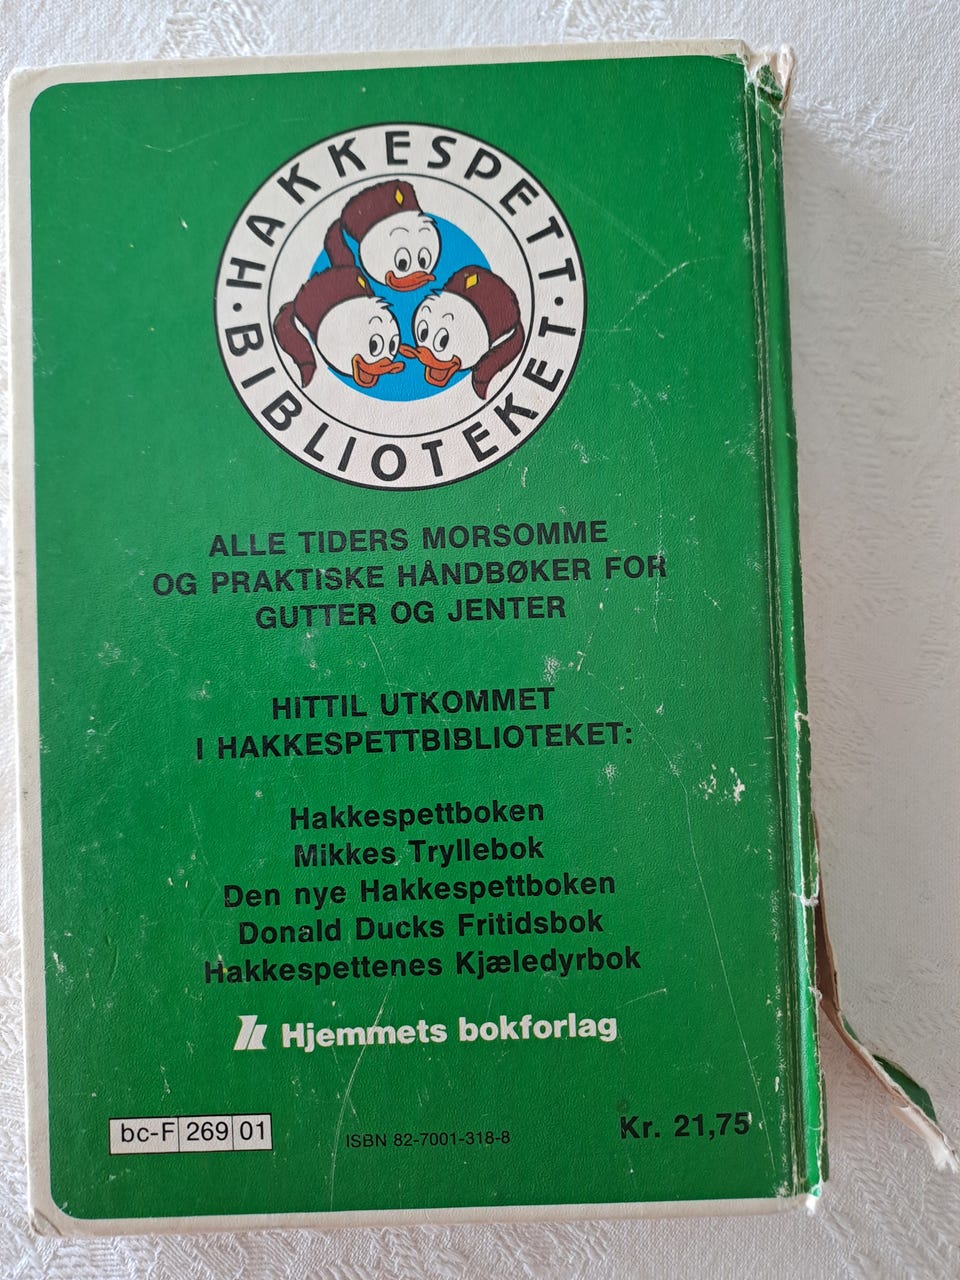 HAKKESPETT
· BIBLIOTEKET ·
ALLE TIDERS MORSOMME
OG PRAKTISKE HÅNDBØKER FOR
GUTTER OG JENTER
HITTIL UTKOMMET
I HAKKESPETTBIBLIOTEKET:
Hakkespettboken
Mikkes Tryllebok
Den nye Hakkespettboken
Donald Ducks Fritidsbok
Hakkespettenes Kjæledyrbok
Hjemmets bokforlag
bc-F 269 01
ISBN 82-7001-318-8
Kr. 21,75